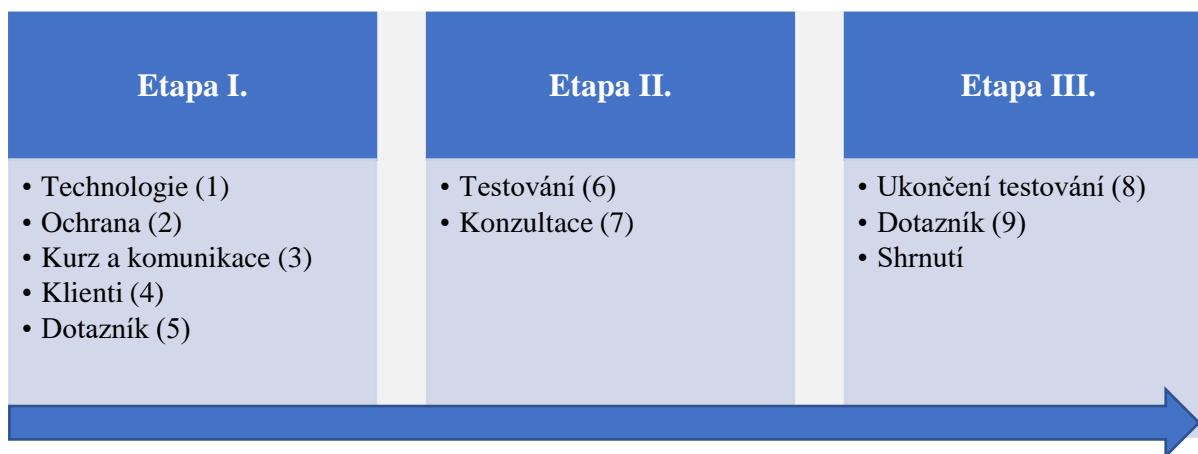 Etapa I.
• Technologie (1)
• Ochrana (2)
• Kurz a komunikace (3)
• Klienti (4)
• Dotazník (5)
Etapa II.
• Testování (6)
• Konzultace (7)
Etapa III.
• Ukončení testování (8)
• Dotazník (9)
• Shrnutí